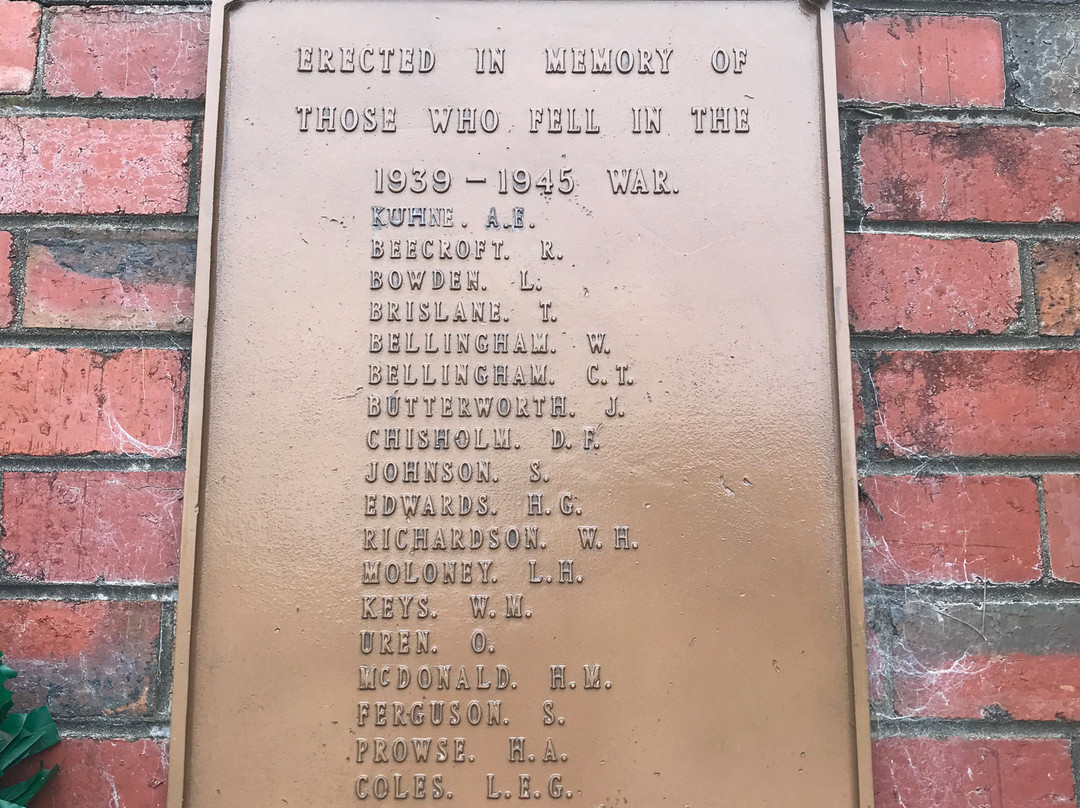 ERECTED IN MEMORY OF
THOSE WHO FELL IN THE
1939-1945 WAR.
KUHNE. A.E.
BEECROFT. R.
BOWDEN. L.
BRISLANE. T.
BELLINGHAM. W.
BELLINGHAM. C.T.
BUTTERWORTH. J.
CHISHOLM. D.F.
JOHNSON. S.
EDWARDS. H.G.
RICHARDSON. W.H.
MOLONEY. L.H.
KEYS. W.M.
UREN. O.
McDONALD. H.M.
FERGUSON. S.
PROWSE. H.A.
COLES. L.E.G.